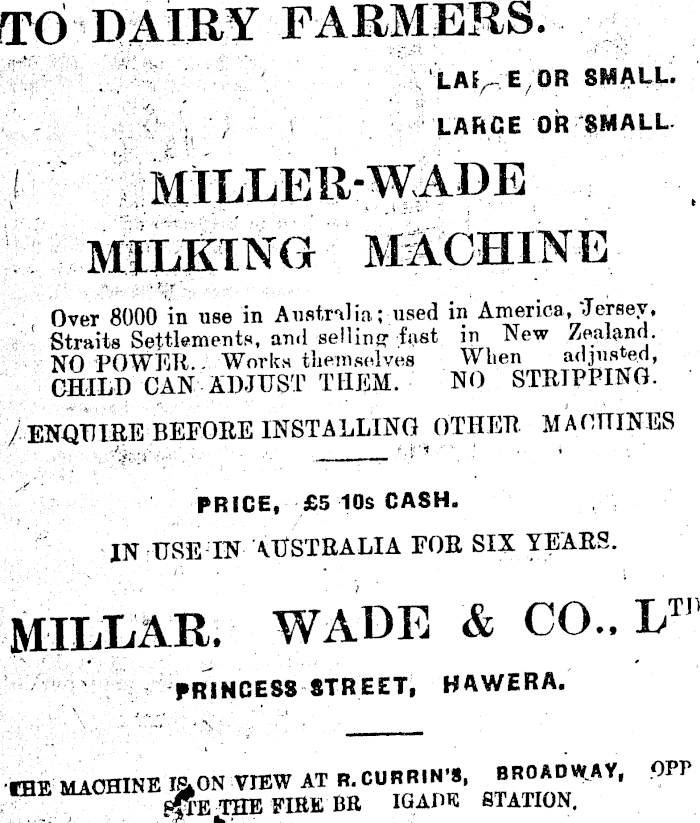 TO DAIRY FARMERS.
LARGE OR SMALL.
LARGE OR SMALL.
MILLER-WADE
MILKING MACHINE
Over 8000 in use in Australia; used in America, Jersey,
Straits Settlements, and selling fast in New Zealand.
NO POWER. Works themselves When adjusted,
CHILD CAN ADJUST THEM. NO STRIPPING.
ENQUIRE BEFORE INSTALLING OTHER MACHINES
PRICE, £5 10s CASH.
IN USE IN AUSTRALIA FOR SIX YEARS.
MILLAR, WADE & CO., LTD
PRINCESS STREET, HAWERA.
THE MACHINE IS ON VIEW AT R. CURRIN'S, BROADWAY, OPP
SITE THE FIRE BR IGADE STATION.